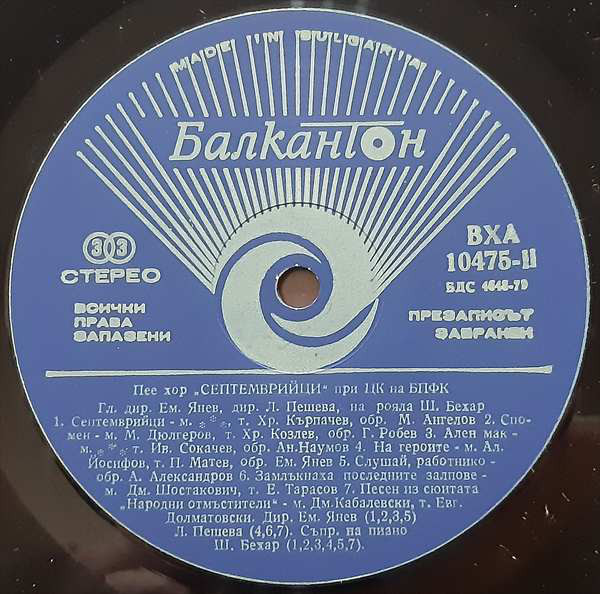 MADE IN BULGARIA
Балкантон
33
СТЕРЕО
ВСИЧКИ
ПРАВА
ЗАПАЗЕНИ
ВХА
10475-II
БДС 4648-79
ПРЕЗАПИСЪТ
ЗАБРАНЕН
Пее хор „СЕПТЕМВРИЙЦИ" при ЦК на БПФК
Гл. дир. Ем. Янев, дир. Л. Пешева, на рояла Ш. Бехар
1. Септемврийци - м. * * *, т. Хр. Кърпачев, обр. М. Ангелов 2. Спо-
мен - м. М. Дюлгеров, т. Хр. Козлев, обр. Г. Робев 3. Ален мак -
м. * * *, т. Ив. Сокачев, обр. Ан.Наумов 4. На героите - м. Ал.
Йосифов, т. П. Матев, обр. Ем. Янев 5. Слушай, работнико -
обр. А. Александров 6. Замлъкнаха последните залпове -
м. Дм. Шостакович, т. Е. Тарасов 7. Песен из сюитата
„Народни отмъстители" - м. Дм.Кабалевски, т. Евг.
Долматовски. Дир. Ем. Янев (1,2,3,5)
Л. Пешева (4,6,7). Съпр. на пиано
Ш. Бехар (1,2,3,4,5,7).